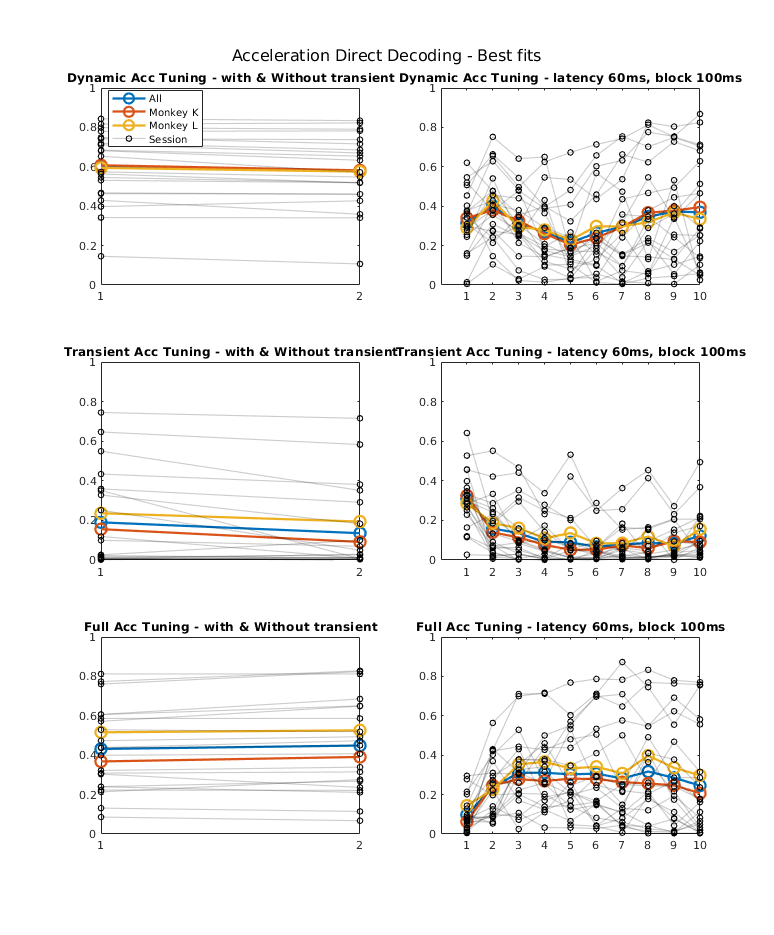 Acceleration Direct Decoding - Best fits
Dynamic Acc Tuning - with & Without transient
Dynamic Acc Tuning - latency 60ms, block 100ms
1
0.8
0.6
0.4
0.2
0
All
Monkey K
Monkey L
Session
1 2
1
0.8
0.6
0.4
0.2
0
1 2 3 4 5 6 7 8 9 10
Transient Acc Tuning - with & Without transient
Transient Acc Tuning - latency 60ms, block 100ms
1
0.8
0.6
0.4
0.2
0
1 2
1
0.8
0.6
0.4
0.2
0
1 2 3 4 5 6 7 8 9 10
Full Acc Tuning - with & Without transient
Full Acc Tuning - latency 60ms, block 100ms
1
0.8
0.6
0.4
0.2
0
1 2
1
0.8
0.6
0.4
0.2
0
1 2 3 4 5 6 7 8 9 10